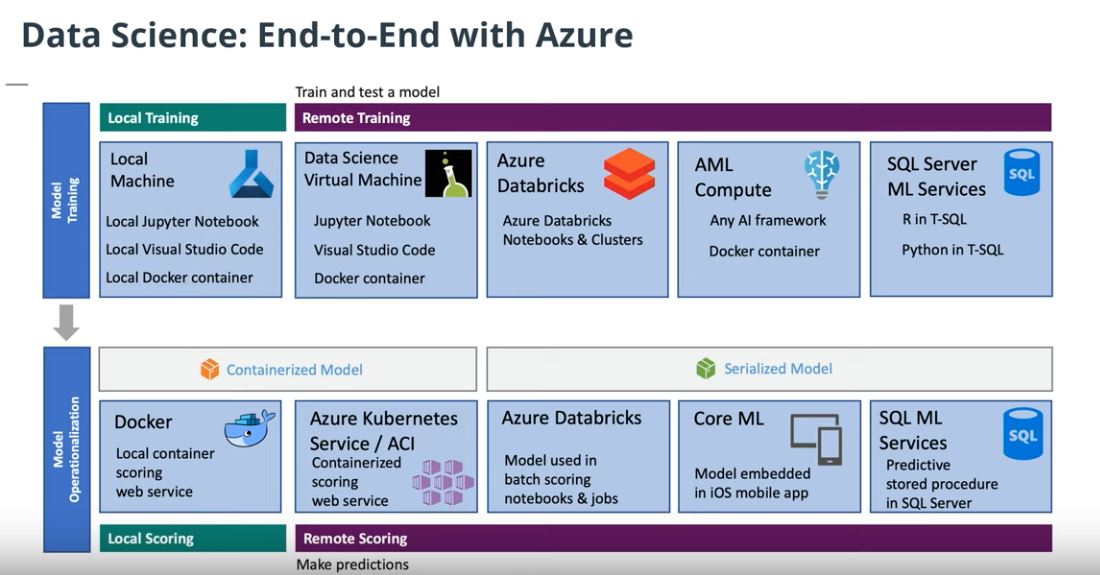 Data Science: End-to-End with Azure
Train and test a model
Local Training
Remote Training
Model
Training
Local
Machine
Local Jupyter Notebook
Local Visual Studio Code
Local Docker container
Data Science
Virtual Machine
Jupyter Notebook
Visual Studio Code
Docker container
Azure
Databricks
Azure Databricks
Notebooks & Clusters
AML
Compute
Any AI framework
Docker container
SQL Server
ML Services
SQL
R in T-SQL
Python in T-SQL
Model
Operationalization
Containerized Model
Serialized Model
Docker
Local container
scoring
web service
Azure Kubernetes
Service / ACI
Containerized
scoring
web service
Azure Databricks
Model used in
batch scoring
notebooks & jobs
Core ML
Model embedded
in iOS mobile app
SQL ML
Services
SQL
Predictive
stored procedure
in SQL Server
Local Scoring
Remote Scoring
Make predictions